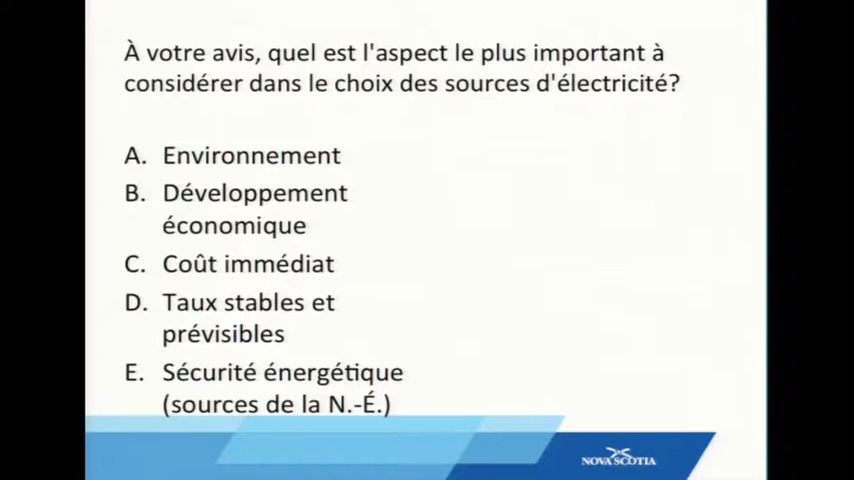 À votre avis, quel est l'aspect le plus important à
considérer dans le choix des sources d'électricité?
A. Environnement
B. Développement
économique
C. Coût immédiat
D. Taux stables et
prévisibles
E. Sécurité énergétique
(sources de la N.-É.)
NOVA SCOTIA